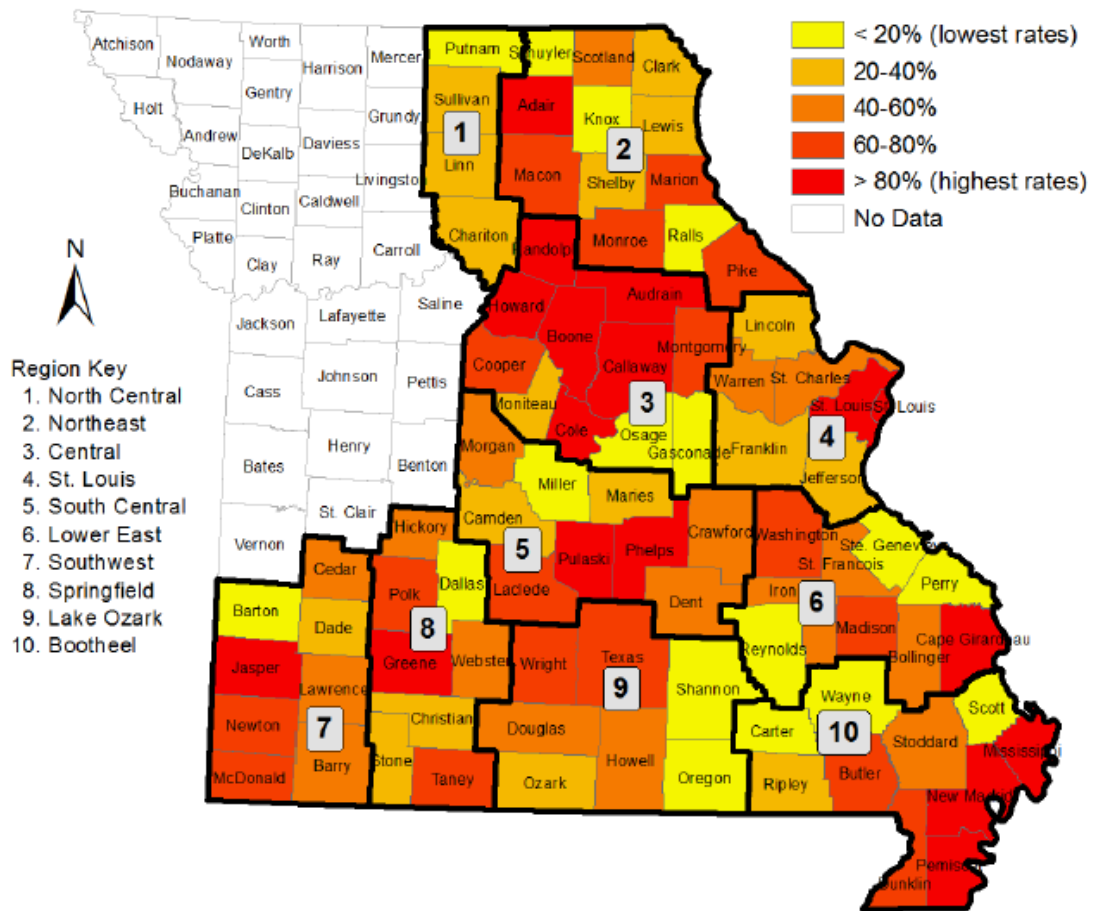 Atchison
Nodaway
Worth
Mercer
Putnam
Schuyler
Scotland
Clark
< 20% (lowest rates)
20-40%
40-60%
60-80%
> 80% (highest rates)
No Data
Holt
Gentry
Harrison
Sullivan
Adair
Knox
Lewis
Andrew
DeKalb
Daviess
Grundy
1
2
Linn
Macon
Shelby
Marion
Buchanan
Clinton
Caldwell
Livingston
Platte
Clay
Ray
Carroll
Chariton
Randolph
Monroe
Ralls
Pike
N
Saline
Howard
Audrain
Jackson
Lafayette
Boone
Lincoln
Region Key
1. North Central
2. Northeast
3. Central
4. St. Louis
5. South Central
6. Lower East
7. Southwest
8. Springfield
9. Lake Ozark
10. Bootheel
Cass
Johnson
Pettis
Cooper
Callaway
Montgomery
Warren
St. Charles
Moniteau
3
St. Louis
St. Louis
Cole
Osage
Gasconade
Franklin
4
Jefferson
Bates
Henry
Benton
Morgan
Miller
Maries
Vernon
St. Clair
Hickory
Camden
5
Pulaski
Phelps
Crawford
Washington
Ste. Genevieve
St. Francois
Perry
Cedar
Polk
Dallas
Laclede
Dent
Iron
6
Madison
Barton
Dade
8
Reynolds
Bollinger
Cape Girardeau
Jasper
Greene
Webster
Wright
Texas
9
Shannon
Wayne
Scott
Lawrence
Newton
7
Christian
Douglas
Howell
Carter
10
Stoddard
Mississippi
McDonald
Barry
Stone
Taney
Ozark
Oregon
Ripley
Butler
New Madrid
Pemiscot
Dunklin